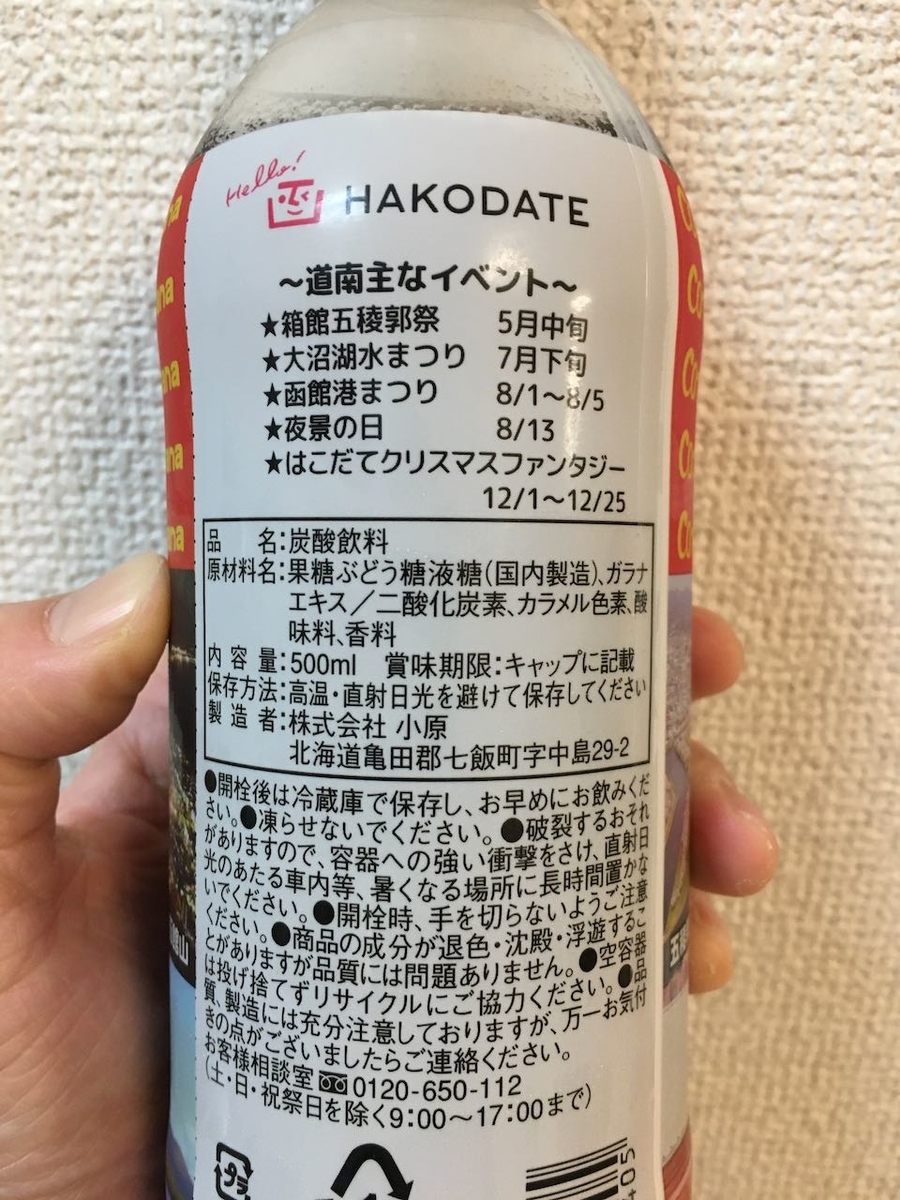 Hello!
HAKODATE
～道南主なイベント～
★箱館五稜郭祭 5月中旬
★大沼湖水まつり 7月下旬
★函館港まつり 8/1～8/5
★夜景の日 8/13
★はこだてクリスマスファンタジー
12/1～12/25
品名:炭酸飲料
原材料名:果糖ぶどう糖液糖(国内製造)、ガラナ
エキス／二酸化炭素、カラメル色素、酸
味料、香料
内容量:500ml 賞味期限:キャップに記載
保存方法:高温・直射日光を避けて保存してください
製造者:株式会社 小原
北海道亀田郡七飯町字中島29-2
●開栓後は冷蔵庫で保存し、お早めにお飲みくだ
さい。●凍らせないでください。●破裂するおそれ
がありますので、容器への強い衝撃をさけ、直射日
光のあたる車内等、暑くなる場所に長時間置かな
いでください。●開栓時、手を切らないようご注意
ください。●商品の成分が退色・沈殿・浮遊するこ
とがありますが品質には問題ありません。●空容器
は投げ捨てずリサイクルにご協力ください。●品
質、製造には充分注意しておりますが、万一お気付
きの点がございましたらご連絡ください。
お客様相談室 0120-650-112
(土・日・祝祭日を除く9:00～17:00まで)
プラ